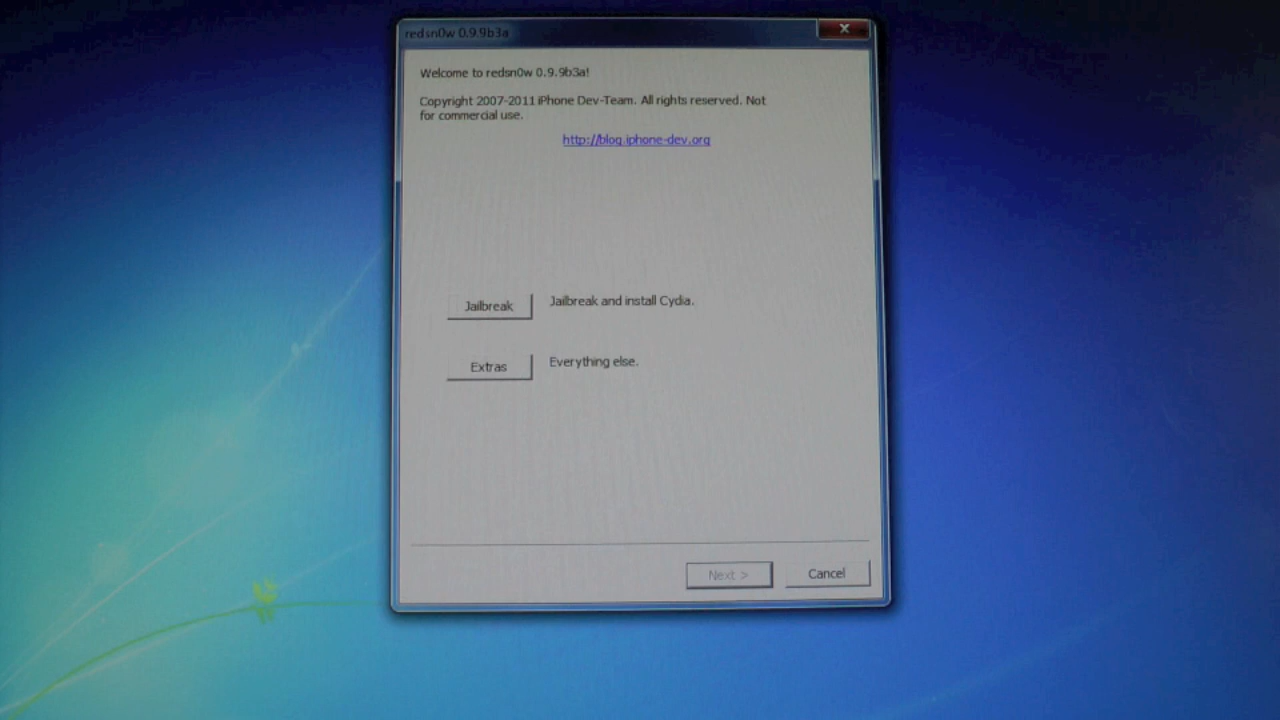 redsn0w 0.9.9b3a
Welcome to redsn0w 0.9.9b3a!
Copyright 2007-2011 iPhone Dev-Team. All rights reserved. Not
for commercial use.
http://blog.iphone-dev.org
Jailbreak
Jailbreak and install Cydia.
Extras
Everything else.
Next >
Cancel